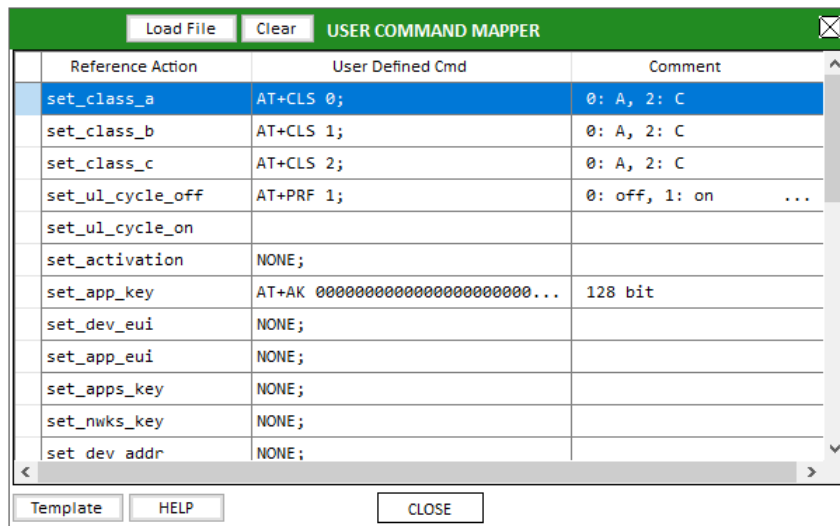 Load File Clear USER COMMAND MAPPER
Reference Action User Defined Cmd Comment
set_class_a AT+CLS 0; 0: A, 2: C
set_class_b AT+CLS 1; 0: A, 2: C
set_class_c AT+CLS 2; 0: A, 2: C
set_ul_cycle_off AT+PRF 1; 0: off, 1: on ...
set_ul_cycle_on
set_activation NONE;
set_app_key AT+AK 0000000000000000000000... 128 bit
set_dev_eui NONE;
set_app_eui NONE;
set_apps_key NONE;
set_nwks_key NONE;
set_dev_addr NONE;
Template HELP CLOSE